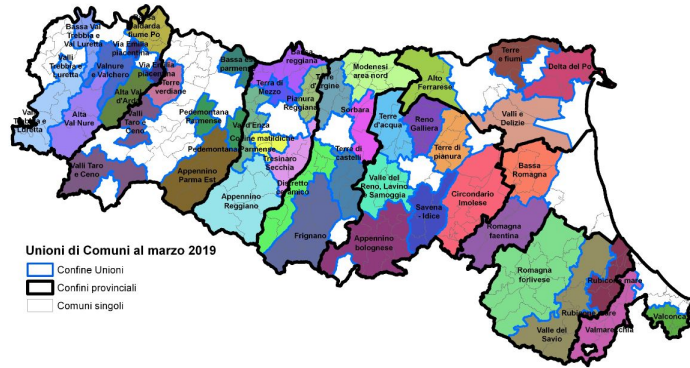 Bassa Val
Trebbia e
Val Luretta
Bassa
Valdarda
fiume Po
Via Emilia
piacentina
Valli
Trebbia e
Luretta
Valnure
e Valchero
Via Emilia
piacentina
Terre
verdiane
Alta Val
d'Arda
Alta
Val Nure
Valli
Taro e
Ceno
Valli Taro
e Ceno
Bassa est
parmense
Pedemontana
Parmense
Pedemontana
Parmense
Appennino
Parma Est
Bassa
reggiana
Terra di
Mezzo
Pianura
Reggiana
Val d'Enza
Colline matildiche
Tresinaro
Secchia
Appennino
Reggiano
Terre
d'Argine
Modenesi
area nord
Sorbara
Terre di
castelli
Distretto
ceramico
Frignano
Alto
Ferrarese
Terre
e fiumi
Delta del Po
Valli e
Delizie
Terre
d'acqua
Reno
Galliera
Terre di
pianura
Valle del
Reno, Lavino
e Samoggia
Savena
- Idice
Appennino
bolognese
Circondario
Imolese
Bassa
Romagna
Romagna
faentina
Romagna
forlivese
Rubicone mare
Rubicone mare
Valle del
Savio
Valmarecchia
Valconca
Unioni di Comuni al marzo 2019
Confine Unioni
Confini provinciali
Comuni singoli